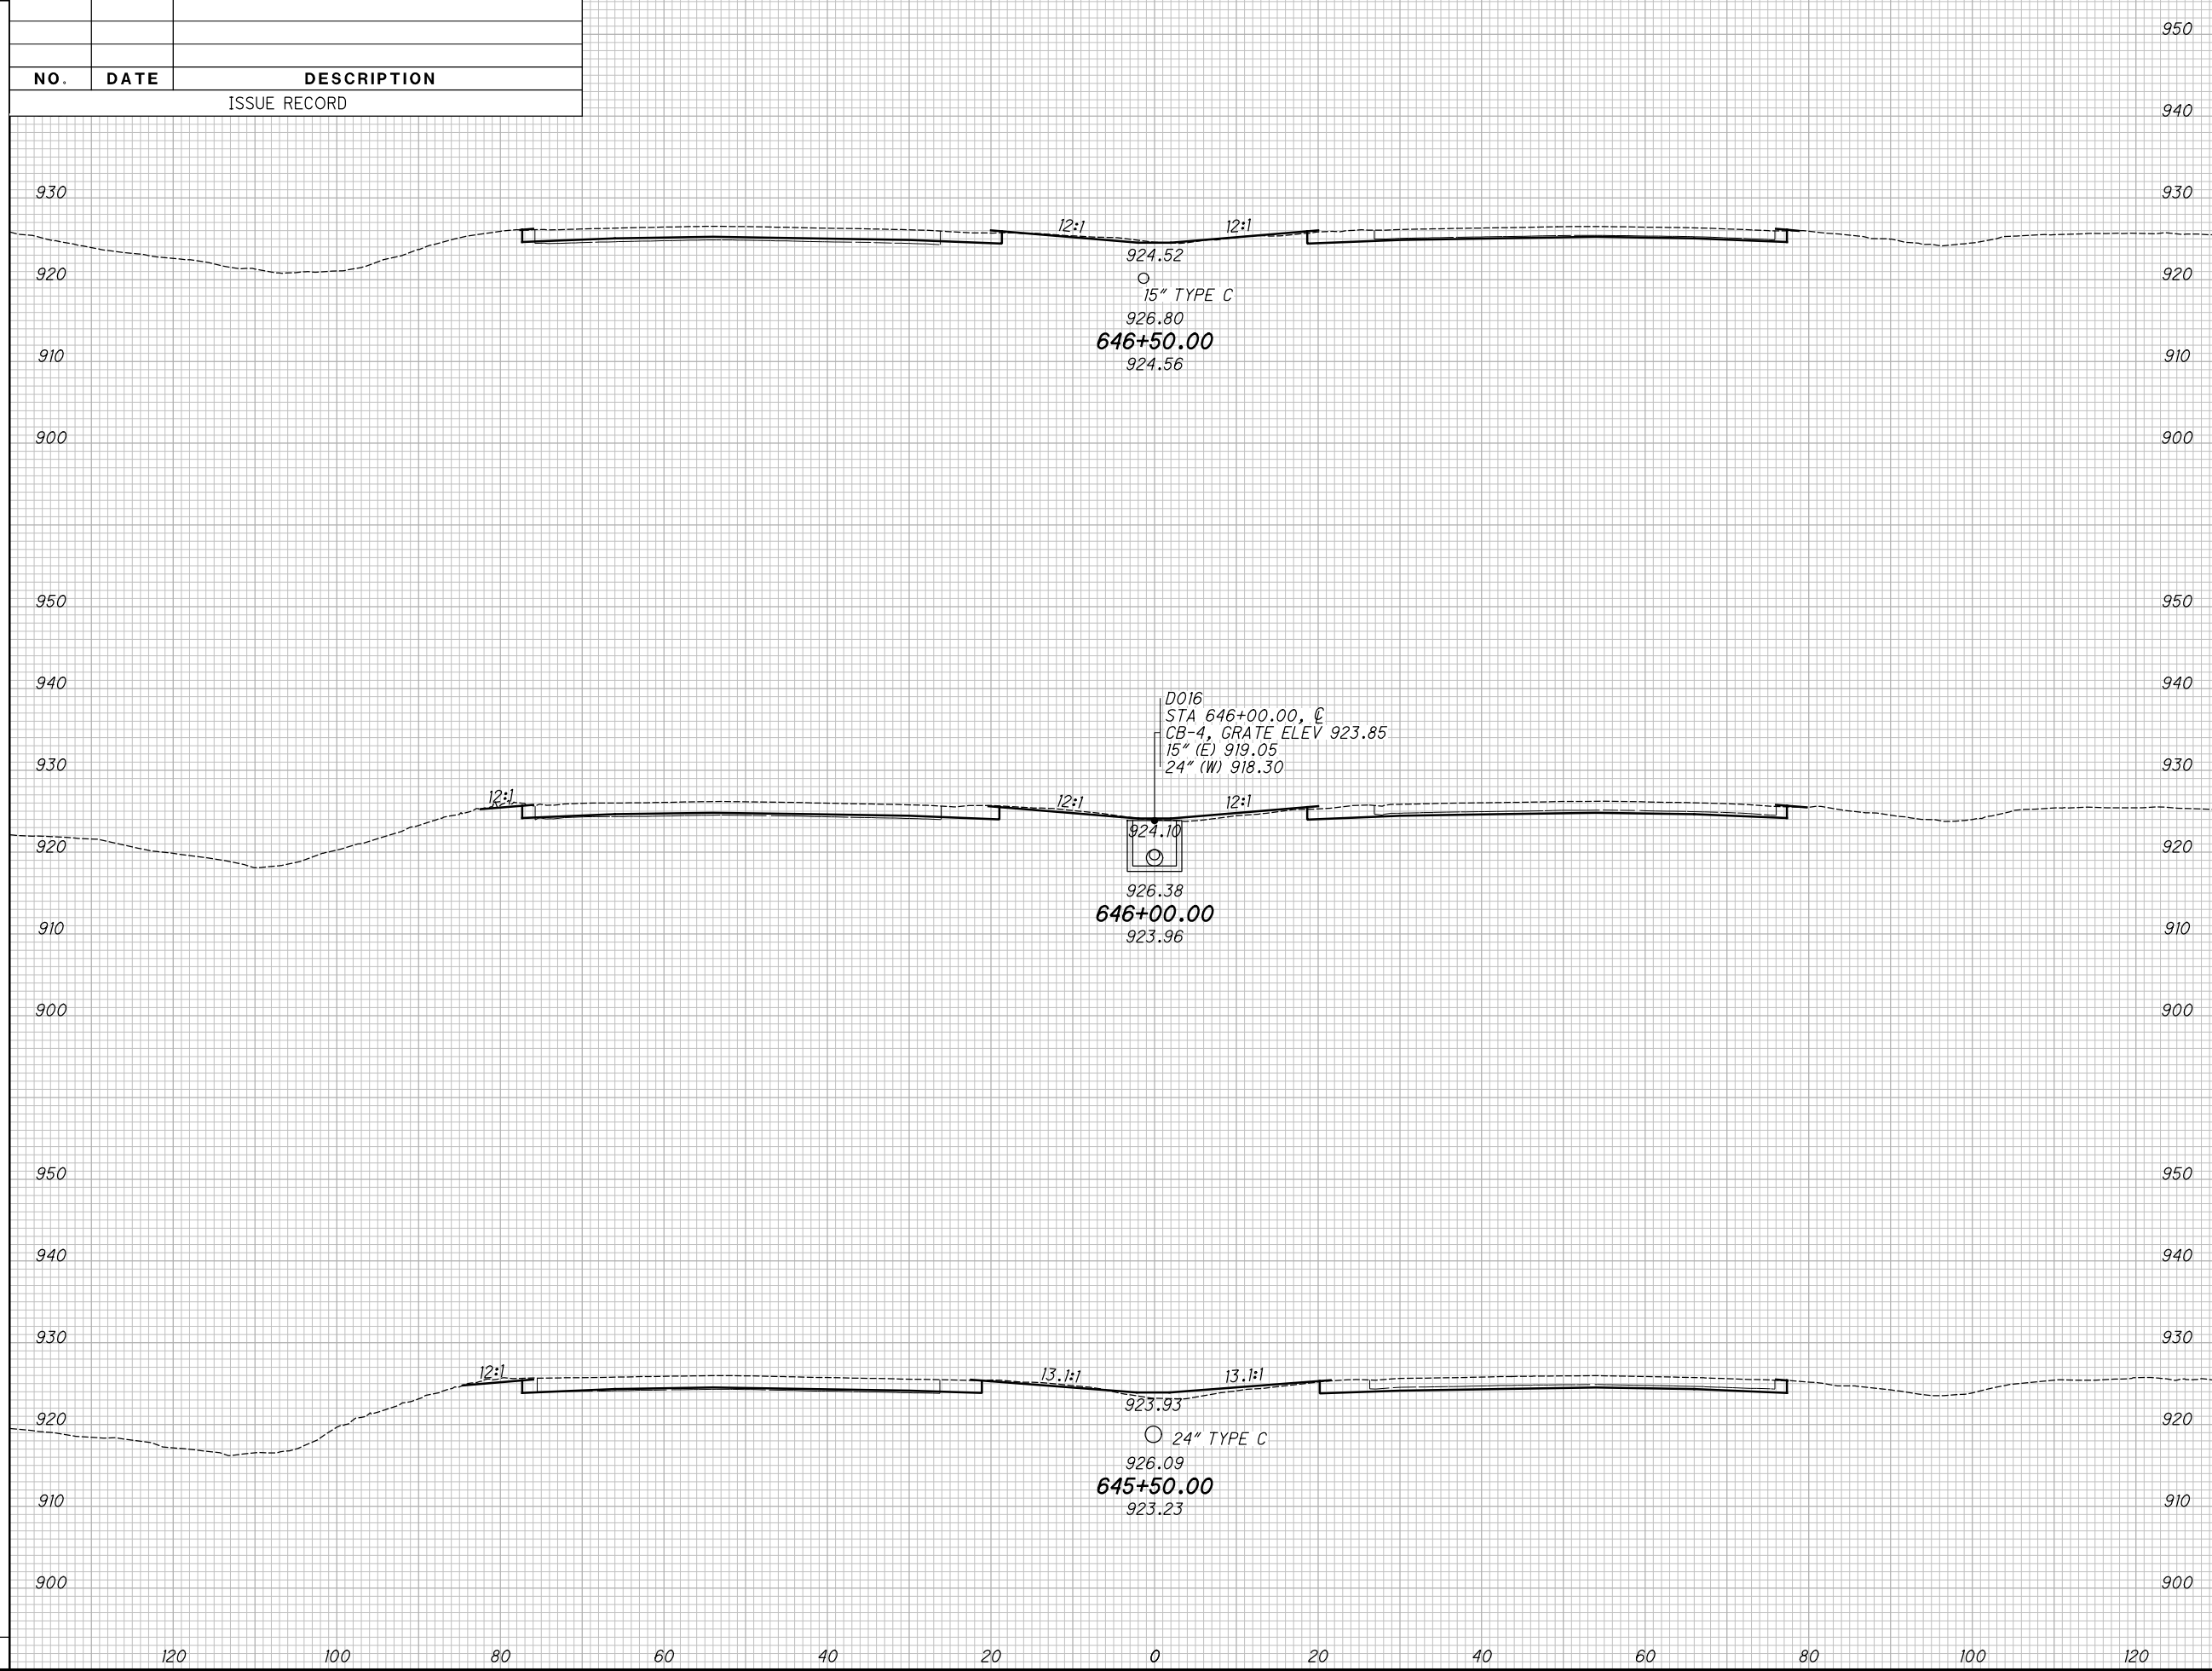 NO. DATE DESCRIPTION
ISSUE RECORD
950
940 940
930 930
12:1 12:1
924.52
920 920
15" TYPE C
926.80
646+50.00
924.56
910 910
900 900
950 950
940 940
D016
STA 646+00.00, ℄
CB-4, GRATE ELEV 923.85
15" (E) 919.05
24" (W) 918.30
930 930
12:1 12:1 12:1
924.10
920 920
926.38
646+00.00
923.96
910 910
900 900
950 950
940 940
930 930
12:1 13.1:1 13.1:1
923.93
920 920
24" TYPE C
926.09
645+50.00
923.23
910 910
900 900
120 100 80 60 40 20 0 20 40 60 80 100 120